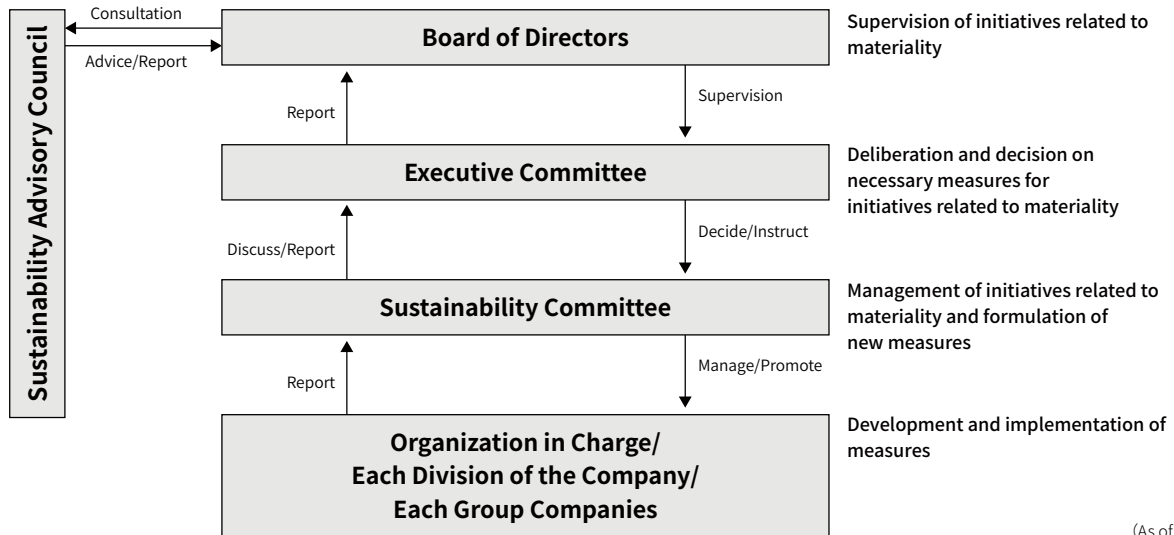 Sustainability Advisory Council
Consultation
Advice/Report
Board of Directors
Supervision of initiatives related to
materiality
Report
Supervision
Executive Committee
Deliberation and decision on
necessary measures for
initiatives related to materiality
Discuss/Report
Decide/Instruct
Sustainability Committee
Management of initiatives related to
materiality and formulation of
new measures
Report
Manage/Promote
Organization in Charge/
Each Division of the Company/
Each Group Companies
Development and implementation of
measures
(As of